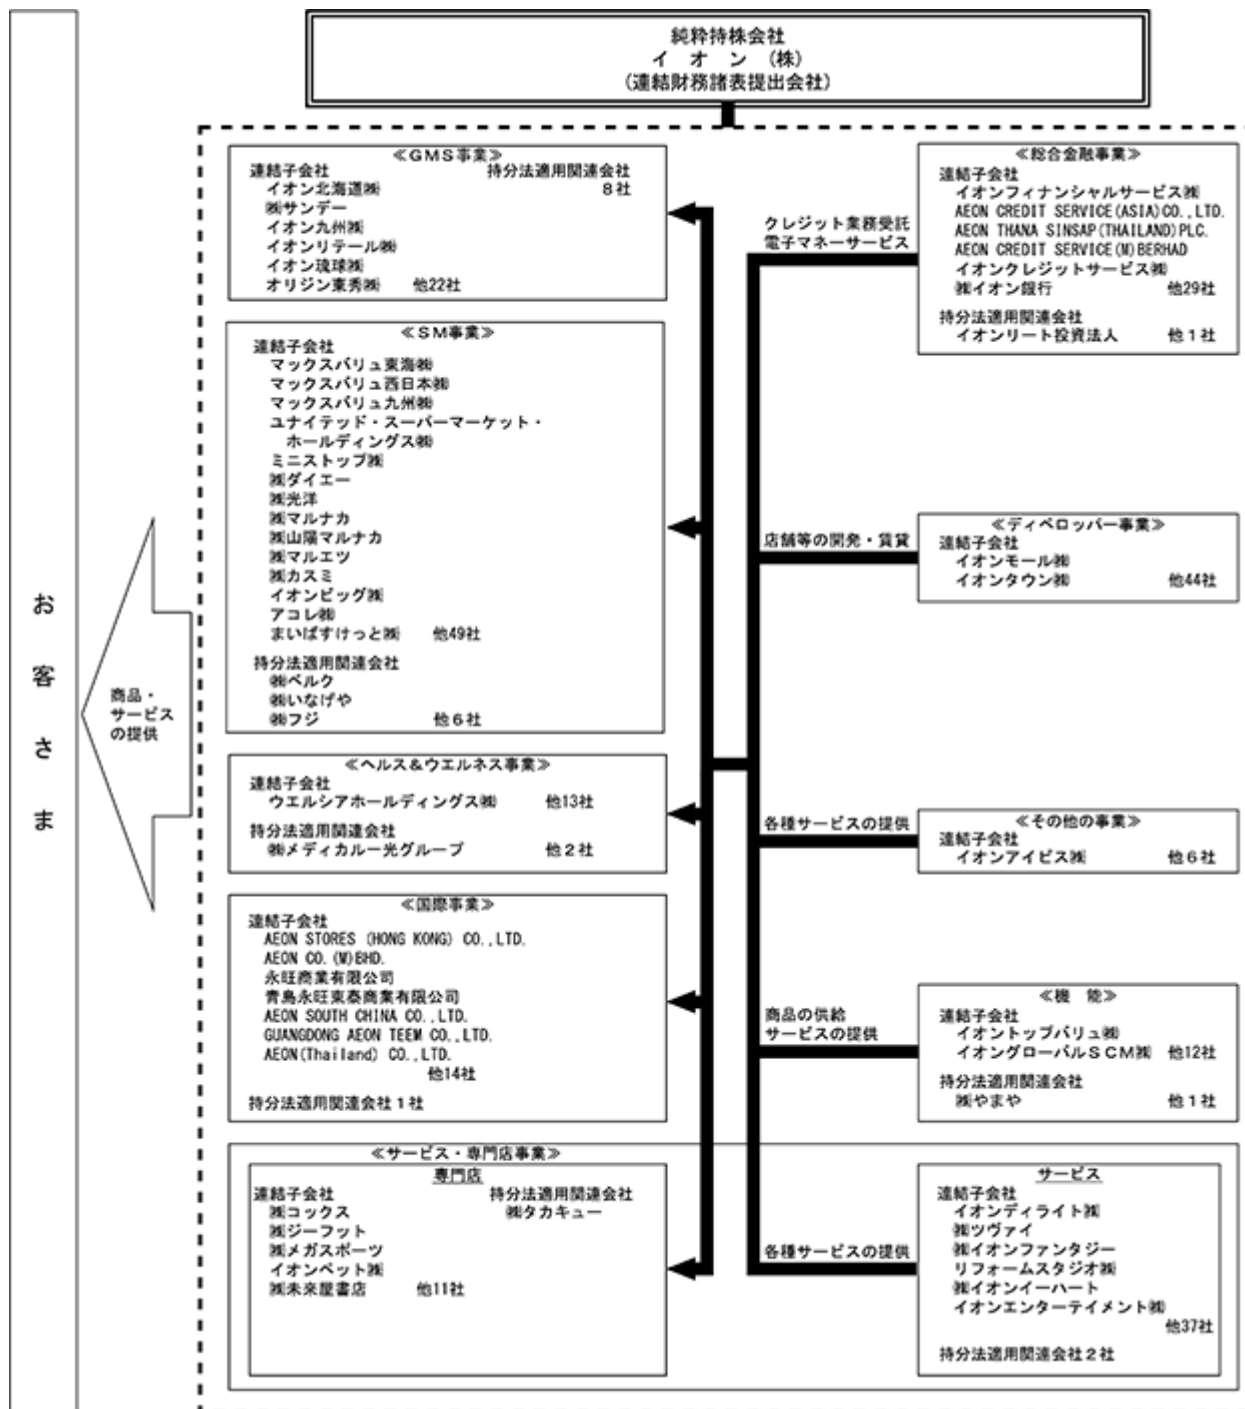 純粋持株会社
イ オ ン (株)
(連結財務諸表提出会社)
お客さま
商品・
サービス
の提供
≪GMS事業≫
連結子会社 持分法適用関連会社
イオン北海道㈱ 8社
㈱サンデー
イオン九州㈱
イオンリテール㈱
イオン琉球㈱
オリジン東秀㈱ 他22社
≪SM事業≫
連結子会社
マックスバリュ東海㈱
マックスバリュ西日本㈱
マックスバリュ九州㈱
ユナイテッド・スーパーマーケット・
ホールディングス㈱
ミニストップ㈱
㈱ダイエー
㈱光洋
㈱マルナカ
㈱山陽マルナカ
㈱マルエツ
㈱カスミ
イオンビッグ㈱
アコレ㈱
まいばすけっと㈱ 他49社
持分法適用関連会社
㈱ベルク
㈱いなげや
㈱フジ 他6社
≪ヘルス&ウエルネス事業≫
連結子会社
ウエルシアホールディングス㈱ 他13社
持分法適用関連会社
㈱メディカル一光グループ 他2社
≪国際事業≫
連結子会社
AEON STORES (HONG KONG) CO.,LTD.
AEON CO.(M)BHD.
永旺商業有限公司
青島永旺東泰商業有限公司
AEON SOUTH CHINA CO.,LTD.
GUANGDONG AEON TEEM CO.,LTD.
AEON(Thailand) CO.,LTD.
他14社
持分法適用関連会社1社
≪サービス・専門店事業≫
専門店
連結子会社 持分法適用関連会社
㈱コックス ㈱タカキュー
㈱ジーフット
㈱メガスポーツ
イオンペット㈱
㈱未来屋書店 他11社
クレジット業務受託
電子マネーサービス
店舗等の開発・賃貸
各種サービスの提供
商品の供給
サービスの提供
各種サービスの提供
≪総合金融事業≫
連結子会社
イオンフィナンシャルサービス㈱
AEON CREDIT SERVICE(ASIA)CO.,LTD.
AEON THANA SINSAP(THAILAND)PLC.
AEON CREDIT SERVICE(M)BERHAD
イオンクレジットサービス㈱
㈱イオン銀行 他29社
持分法適用関連会社
イオンリート投資法人 他1社
≪ディベロッパー事業≫
連結子会社
イオンモール㈱
イオンタウン㈱ 他44社
≪その他の事業≫
連結子会社
イオンアイビス㈱ 他6社
≪機 能≫
連結子会社
イオントップバリュ㈱
イオングローバルSCM㈱ 他12社
持分法適用関連会社
㈱やまや 他1社
サービス
連結子会社
イオンディライト㈱
㈱ツヴァイ
㈱イオンファンタジー
リフォームスタジオ㈱
㈱イオンイーハート
イオンエンターテイメント㈱
他37社
持分法適用関連会社2社